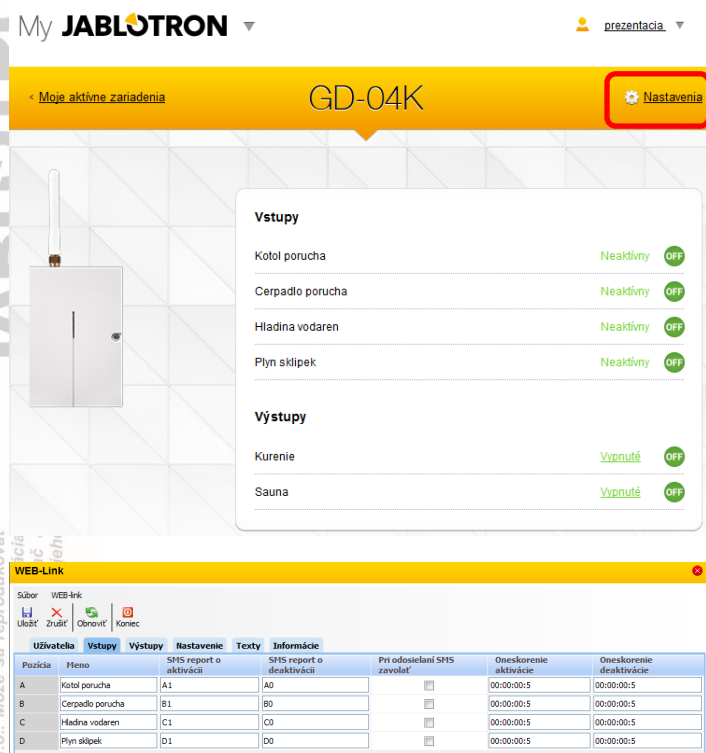 My JABLOTRON
prezentacia
< Moje aktívne zariadenia
GD-04K
Nastavenia
Vstupy
Kotol porucha Neaktívny OFF
Cerpadlo porucha Neaktívny OFF
Hladina vodaren Neaktívny OFF
Plyn sklipek Neaktívny OFF
Výstupy
Kurenie Vypnuté OFF
Sauna Vypnuté OFF
WEB-Link
Súbor WEB-link
Uložiť Zrušiť Obnoviť Koniec
Užívatelia Vstupy Výstupy Nastavenie Texty Informácie
Pozícia Meno SMS report o aktivácii SMS report o deaktivácii Pri odosielaní SMS zavolať Oneskorenie aktivácie Oneskorenie deaktivácie
A Kotol porucha A1 A0 00:00:00:5 00:00:00:5
B Cerpadlo porucha B1 B0 00:00:00:5 00:00:00:5
C Hladina vodaren C1 C0 00:00:00:5 00:00:00:5
D Plyn sklipek D1 D0 00:00:00:5 00:00:00:5